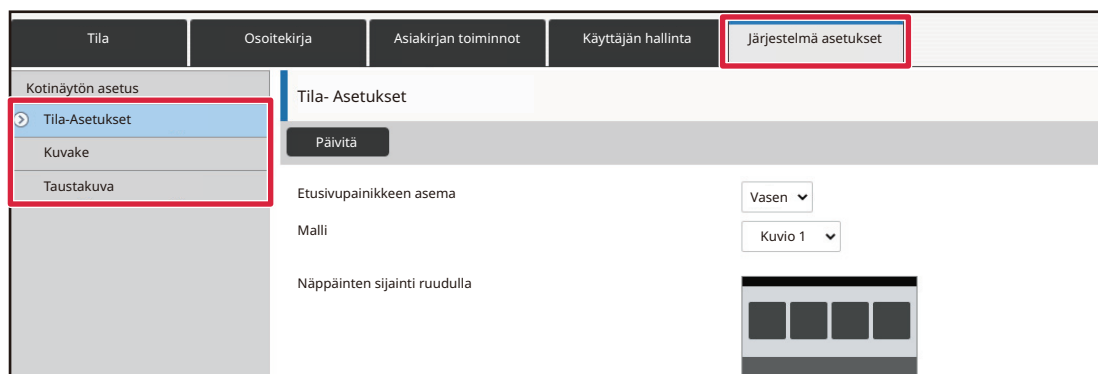 Tila Osoitekirja Asiakirjan toiminnot Käyttäjän hallinta Järjestelmä asetukset
Kotinäytön asetus
Tila-Asetukset
Kuvake
Taustakuva
Tila- Asetukset
Päivitä
Etusivupainikkeen asema Vasen
Malli Kuvio 1
Näppäinten sijainti ruudulla